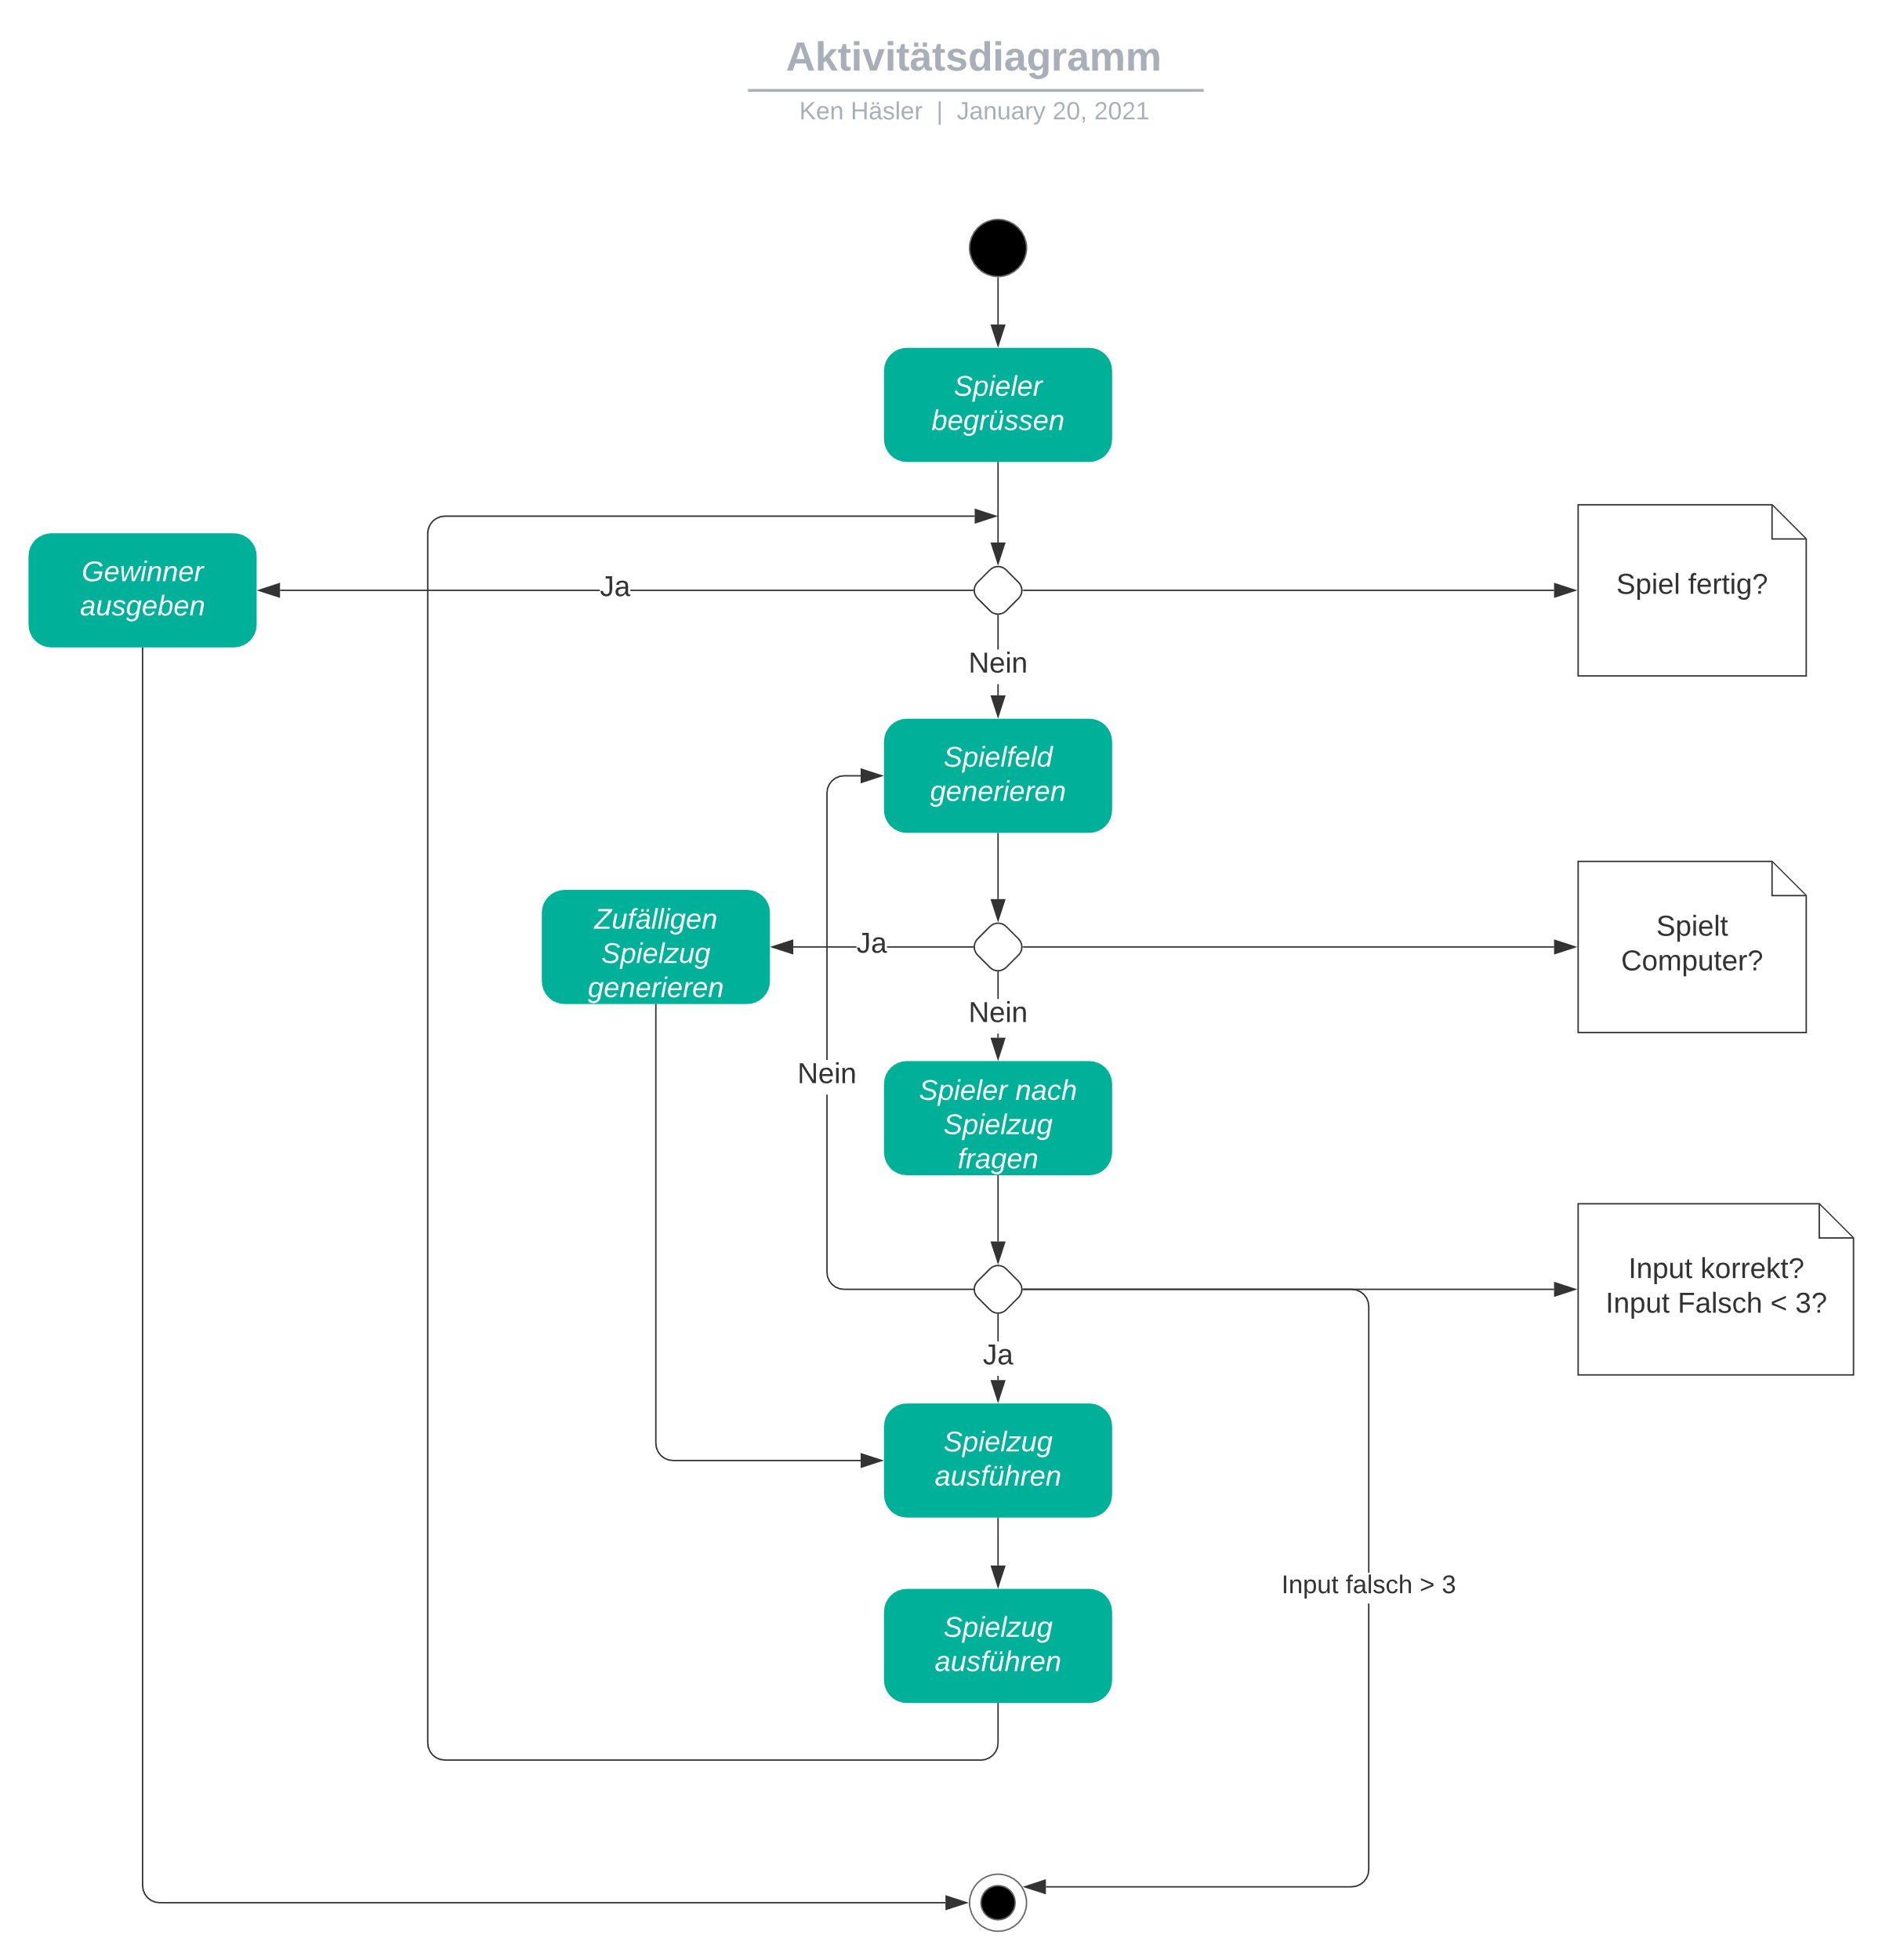 Aktivitätsdiagramm
Ken Häsler | January 20, 2021
Spieler
begrüssen
Gewinner
ausgeben
Ja
Spiel fertig?
Nein
Spielfeld
generieren
Zufälligen
Spielzug
generieren
Ja
Spielt
Computer?
Nein
Nein
Spieler nach
Spielzug
fragen
Input korrekt?
Input Falsch < 3?
Ja
Spielzug
ausführen
Input falsch > 3
Spielzug
ausführen